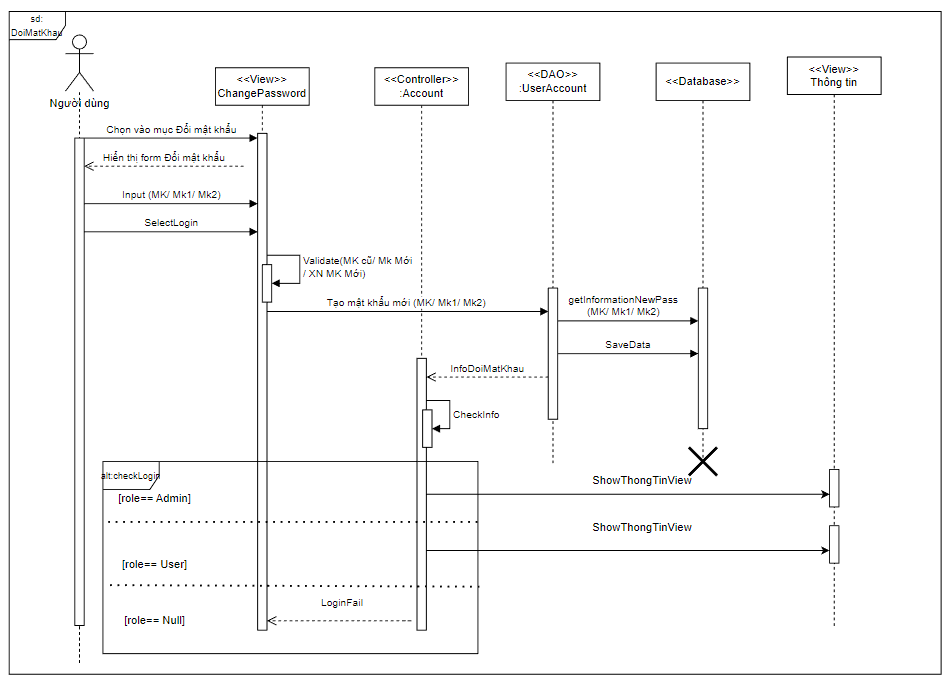 sd:
DoiMatKhau
Người dùng
<<View>>
ChangePassword
<<Controller>>
:Account
<<DAO>>
:UserAccount
<<Database>>
<<View>>
Thông tin
Chọn vào mục Đổi mật khẩu
Hiển thị form Đổi mật khẩu
Input (MK/ Mk1/ Mk2)
SelectLogin
Validate(MK cũ/ Mk Mới
/ XN MK Mới)
Tạo mật khẩu mới (MK/ Mk1/ Mk2)
getInformationNewPass
(MK/ Mk1/ Mk2)
SaveData
InfoDoiMatKhau
CheckInfo
alt:checkLogin
[role== Admin]
ShowThongTinView
ShowThongTinView
[role== User]
LoginFail
[role== Null]